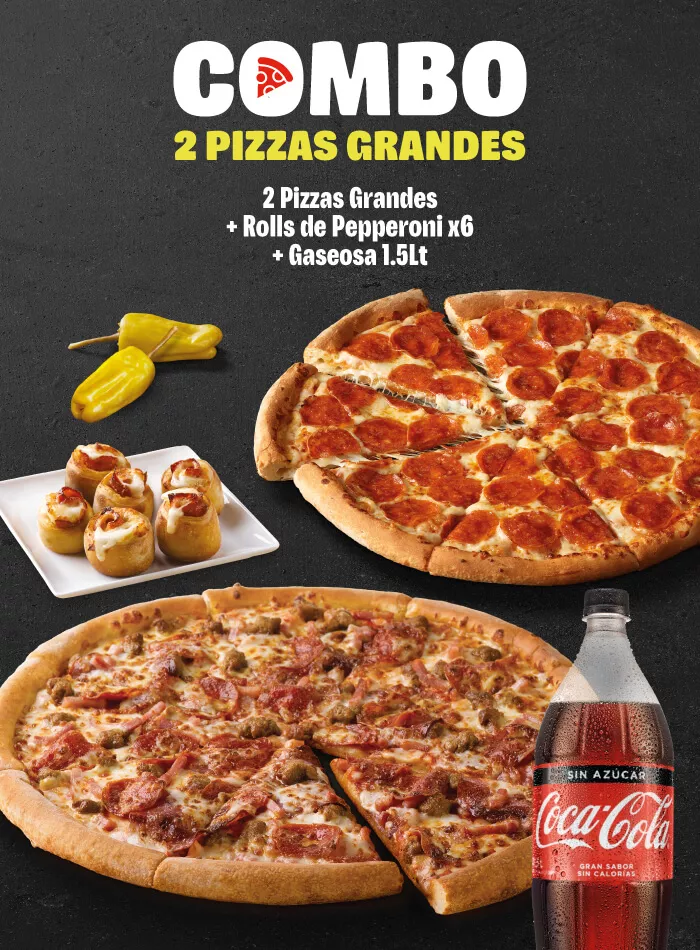 COMBO
2 PIZZAS GRANDES
2 Pizzas Grandes
+ Rolls de Pepperoni x6
+ Gaseosa 1.5Lt
SIN AZÚCAR
Coca-Cola
GRAN SABOR
SIN CALORÍAS